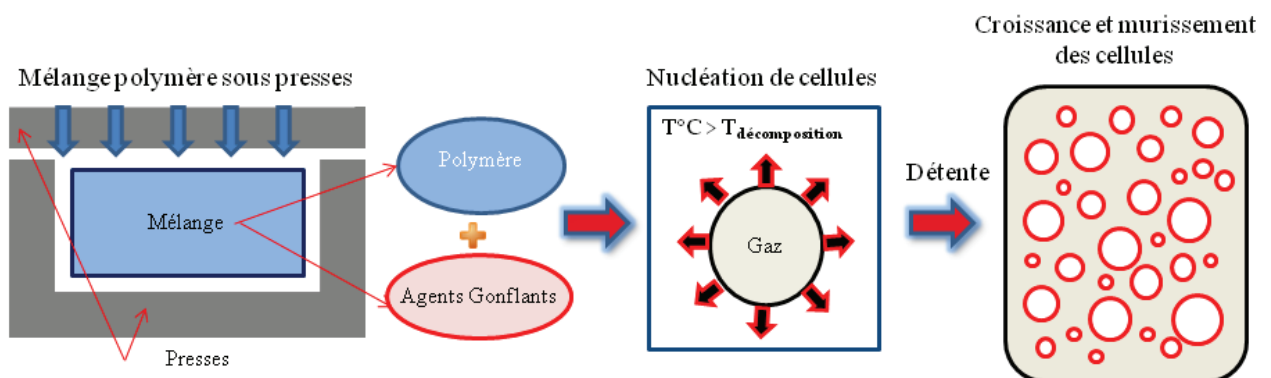 Mélange polymère sous presses
Mélange
Presses
Polymère
Agents Gonflants
Nucléation de cellules
T°C > Tdécomposition
Gaz
Détente
Croissance et murissement
des cellules